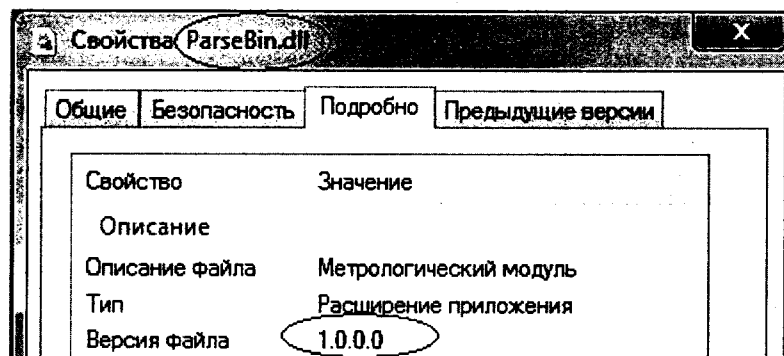 Свойства: ParseBin.dll
X
Общие Безопасность Подробно Предыдущие версии
Свойство Значение
Описание
Описание файла Метрологический модуль
Тип Расширение приложения
Версия файла 1.0.0.0